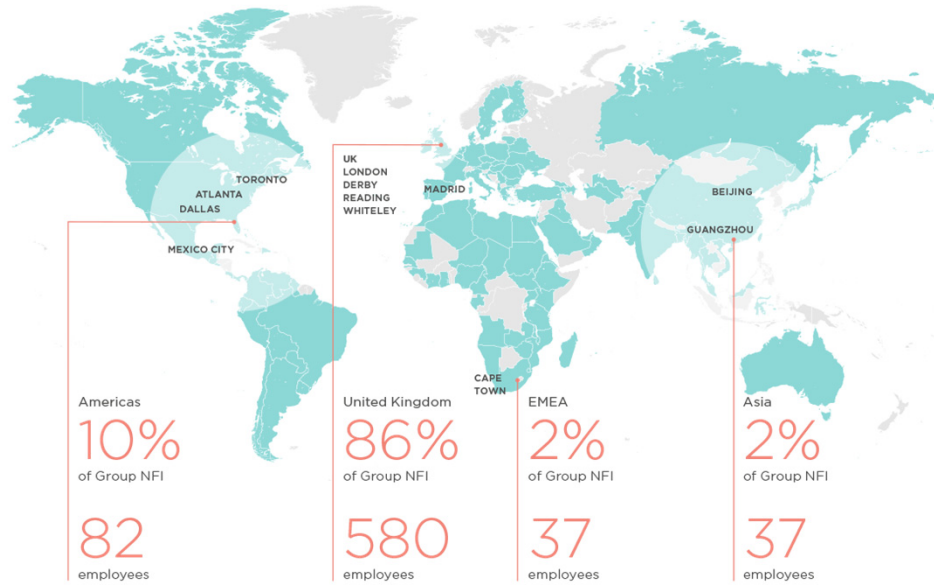 TORONTO
ATLANTA
DALLAS
MEXICO CITY
UK
LONDON
DERBY
READING
WHITELEY
MADRID
BEIJING
GUANGZHOU
CAPE
TOWN
Americas
10%
of Group NFI
82
employees
United Kingdom
86%
of Group NFI
580
employees
EMEA
2%
of Group NFI
37
employees
Asia
2%
of Group NFI
37
employees